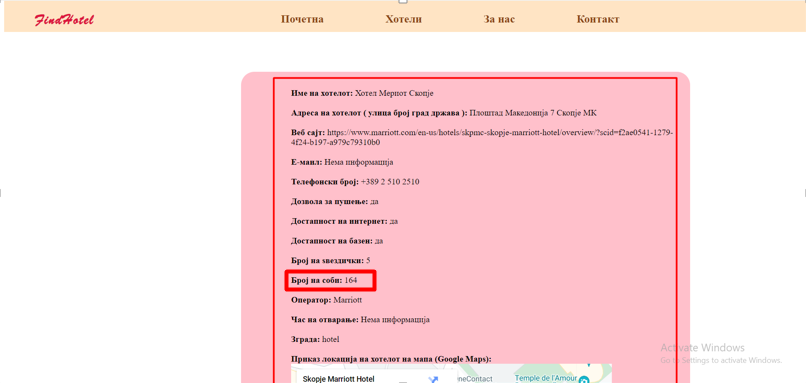 FindHotel
Почетна
Хотели
За нас
Контакт
Име на хотелот: Хотел Мериот Скопје
Адреса на хотелот ( улица број град држава ): Плоштад Македонија 7 Скопје МК
Веб сајт: https://www.marriott.com/en-us/hotels/skpmc-skopje-marriott-hotel/overview/?scid=f2ae0541-1279-
4f24-b197-a979c79310b0
Е-маил: Нема информација
Телефонски број: +389 2 510 2510
Дозвола за пушење: да
Достапност на интернет: да
Достапност на базен: да
Број на ѕвездички: 5
Број на соби: 164
Оператор: Marriott
Час на отварање: Нема информација
Зграда: hotel
Приказ локација на хотелот на мапа (Google Maps):
Skopje Marriott Hotel
neContact
Temple de l'Amour
Activate Windows
Go to Settings to activate Windows.